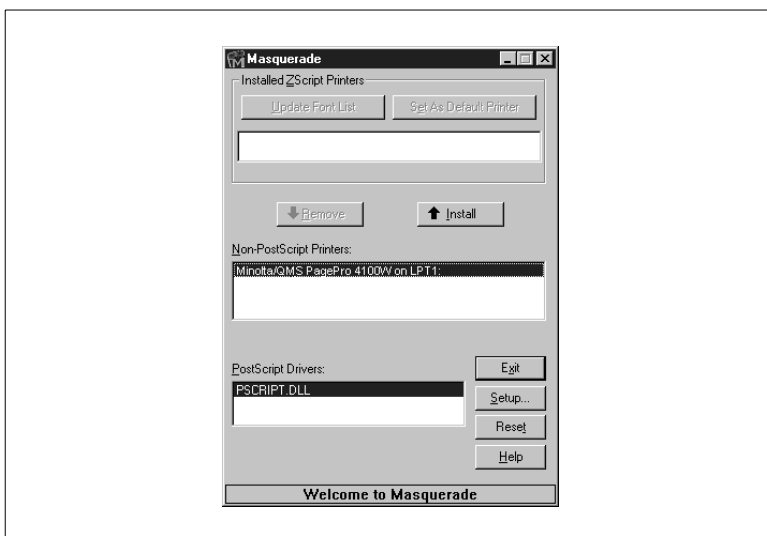 Masquerade
Installed ZScript Printers
Update Font List Set As Default Printer
Remove Install
Non-PostScript Printers:
Minolta/QMS PagePro 4100W on LPT1:
PostScript Drivers:
PSCRIPT.DLL
Exit
Setup...
Reset
Help
Welcome to Masquerade